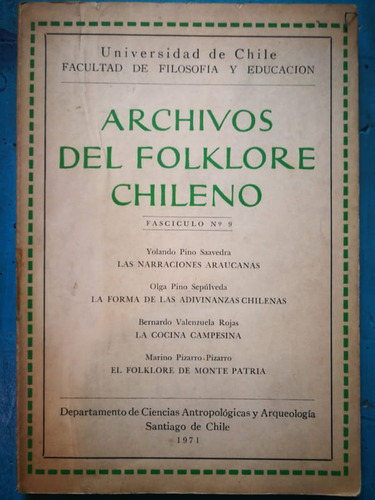 Universidad de Chile
FACULTAD DE FILOSOFIA Y EDUCACION
ARCHIVOS
DEL FOLKLORE
CHILENO
FASCICULO Nº 9
Yolando Pino Saavedra
LAS NARRACIONES ARAUCANAS
Olga Pino Sepúlveda
LA FORMA DE LAS ADIVINANZAS CHILENAS
Bernardo Valenzuela Rojas
LA COCINA CAMPESINA
Marino Pizarro-Pizarro
EL FOLKLORE DE MONTE PATRIA
Departamento de Ciencias Antropológicas y Arqueología
Santiago de Chile
1971